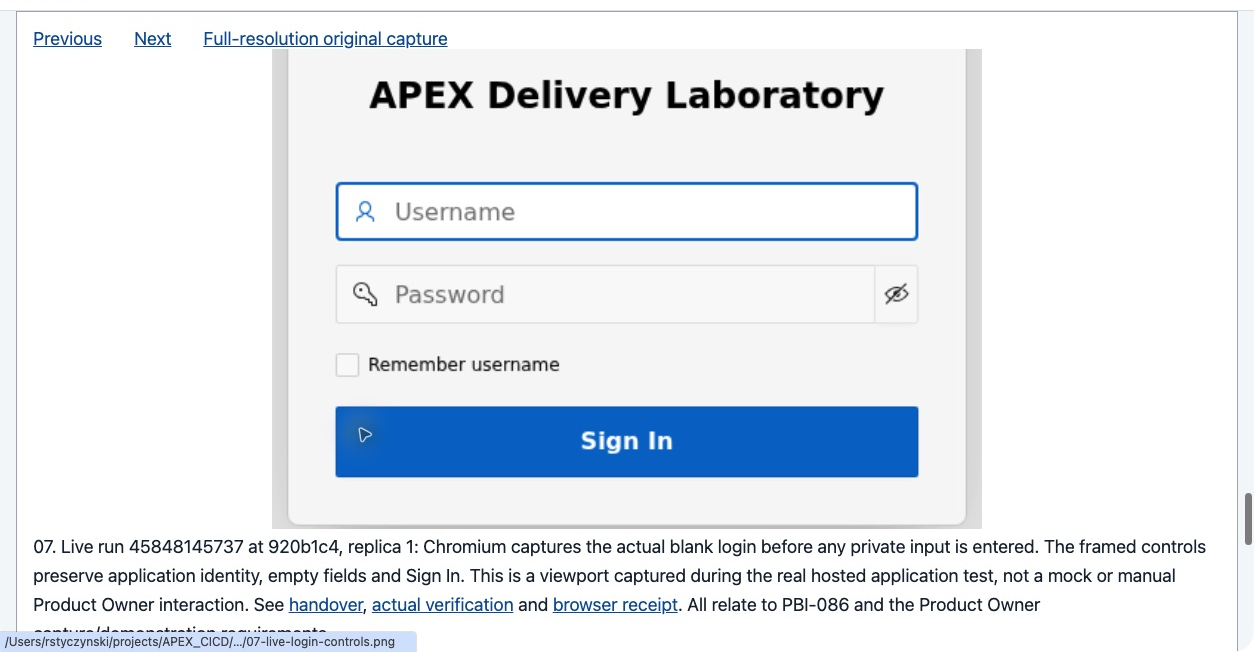 Previous Next Full-resolution original capture
APEX Delivery Laboratory
Username
Password
Remember username
Sign In
07. Live run 45848145737 at 920b1c4, replica 1: Chromium captures the actual blank login before any private input is entered. The framed controls
preserve application identity, empty fields and Sign In. This is a viewport captured during the real hosted application test, not a mock or manual
Product Owner interaction. See handover, actual verification and browser receipt. All relate to PBI-086 and the Product Owner
capture/demonstration requirements.
/Users/rstyczynski/projects/APEX_CICD/.../07-live-login-controls.png